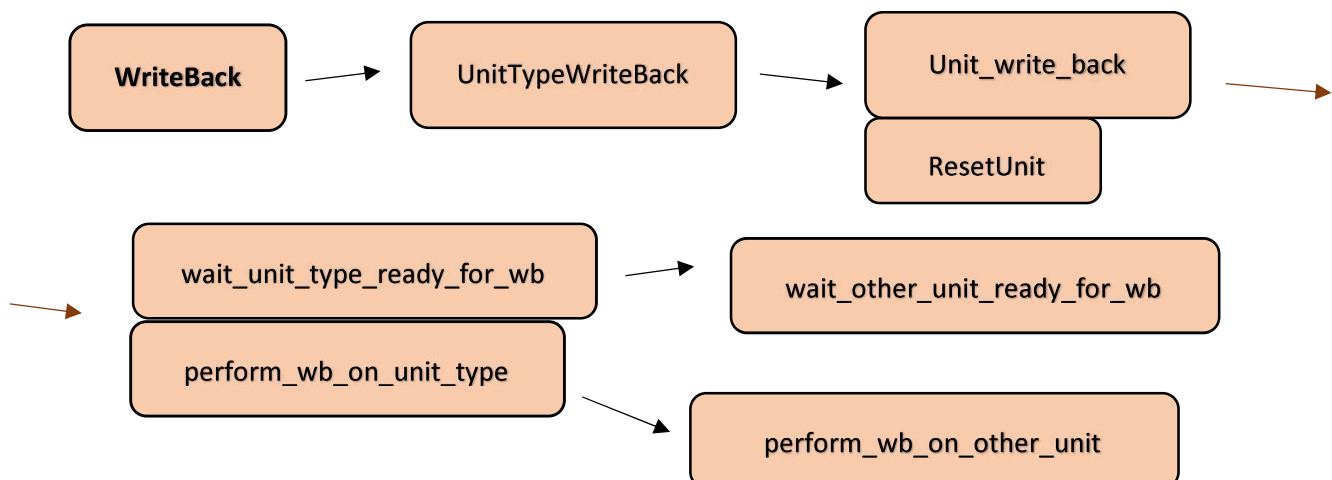 WriteBack
UnitTypeWriteBack
Unit_write_back
ResetUnit
wait_unit_type_ready_for_wb
wait_other_unit_ready_for_wb
perform_wb_on_unit_type
perform_wb_on_other_unit